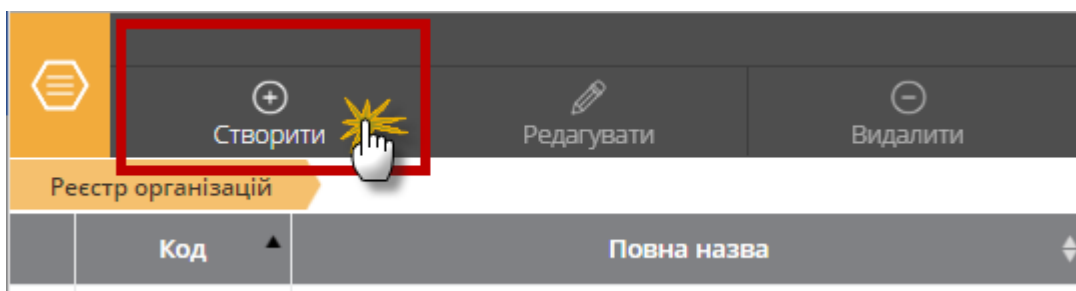 Створити
Редагувати
Видалити
Реєстр організацій
Код
Повна назва